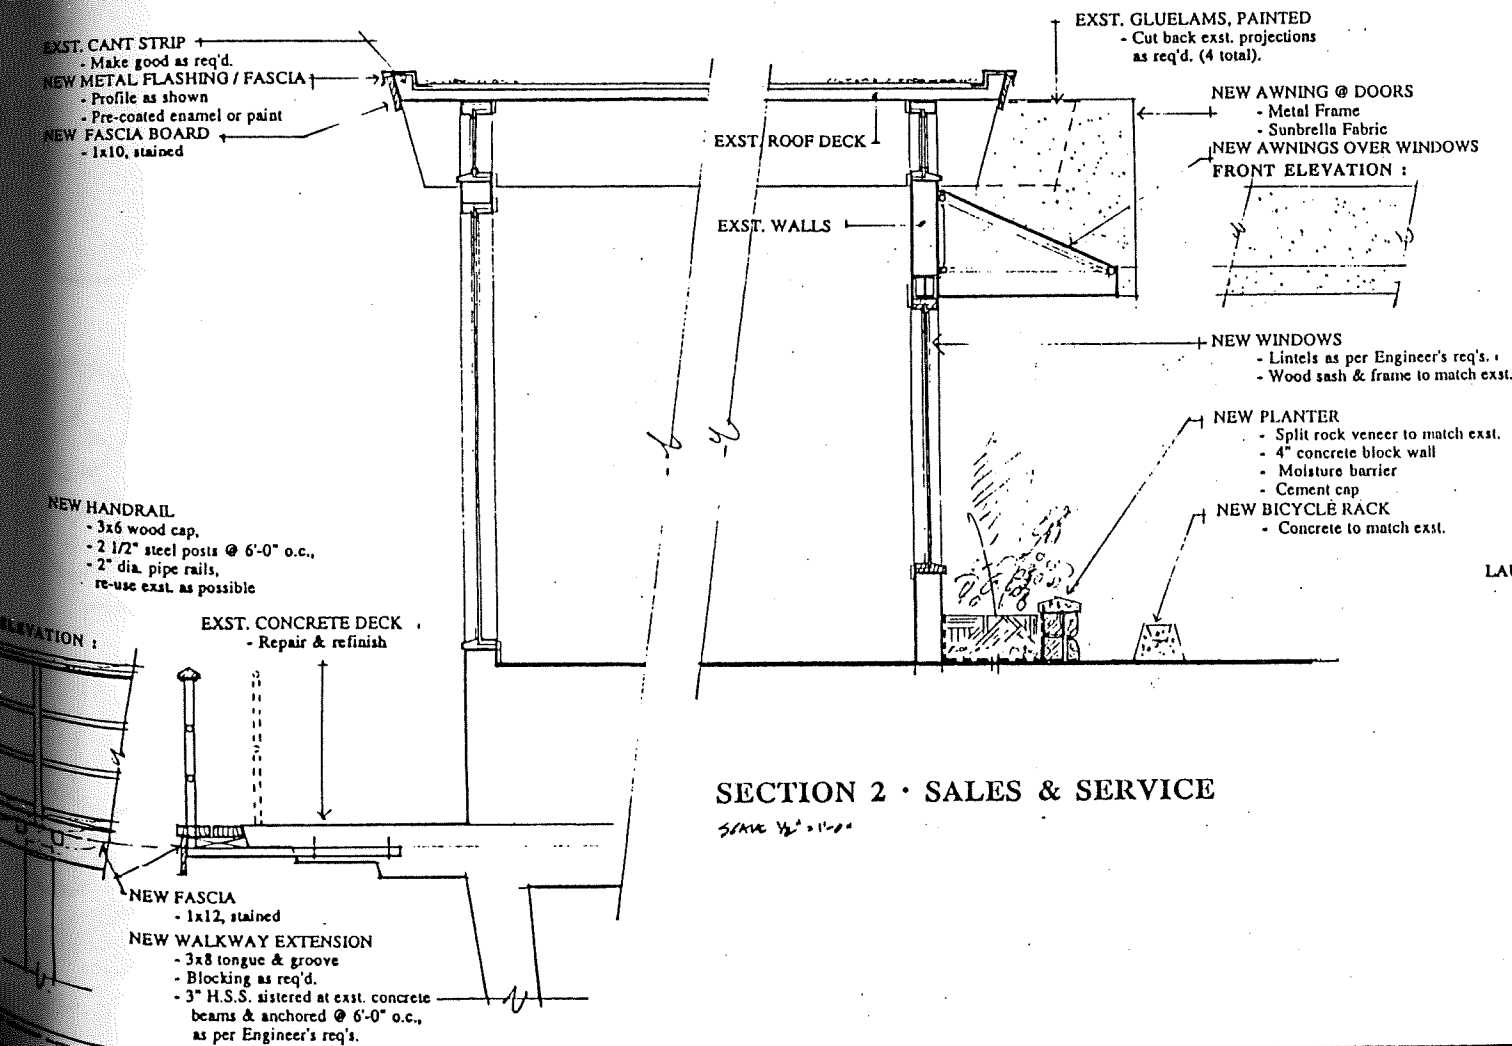 EXST. CANT STRIP
- Make good as req'd.
NEW METAL FLASHING / FASCIA
- Profile as shown
- Pre-coated enamel or paint
NEW FASCIA BOARD
- 1x10, stained
EXST. GLUELAMS, PAINTED
- Cut back exst. projections
as req'd. (4 total).
NEW AWNING @ DOORS
- Metal Frame
- Sunbrella Fabric
NEW AWNINGS OVER WINDOWS
FRONT ELEVATION :
EXST. ROOF DECK
EXST. WALLS
NEW WINDOWS
- Lintels as per Engineer's req's.
- Wood sash & frame to match exst.
NEW PLANTER
- Split rock veneer to match exst.
- 4" concrete block wall
- Moisture barrier
- Cement cap
NEW BICYCLE RACK
- Concrete to match exst.
LAU
NEW HANDRAIL
- 3x6 wood cap,
- 2 1/2" steel posts @ 6'-0" o.c.,
- 2" dia. pipe rails,
re-use exst. as possible
ELEVATION :
EXST. CONCRETE DECK
- Repair & refinish
SECTION 2 · SALES & SERVICE
SCALE 1/2" = 1'-0"
NEW FASCIA
- 1x12, stained
NEW WALKWAY EXTENSION
- 3x8 tongue & groove
- Blocking as req'd.
- 3" H.S.S. sistered at exst. concrete
beams & anchored @ 6'-0" o.c.,
as per Engineer's req's.